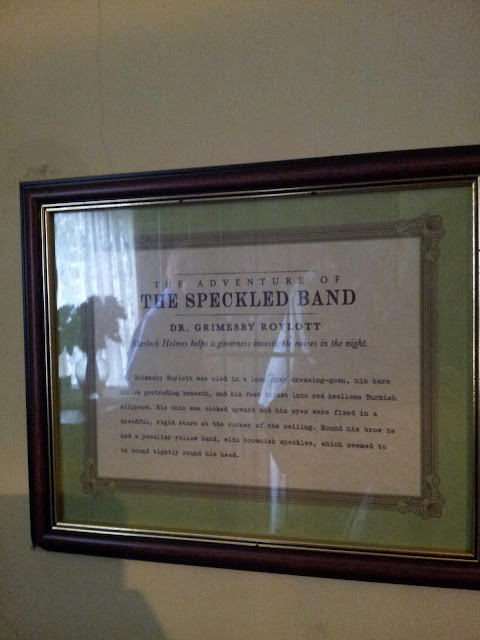 THE ADVENTURE OF
THE SPECKLED BAND
DR. GRIMESBY ROYLOTT
Sherlock Holmes helps a governess investigate noises in the night.
Grimesby Roylott was clad in a long gray dressing-gown, his bare
ankles protruding beneath, and his feet thrust into red heelless Turkish
slippers. His chin was cocked upward and his eyes were fixed in a
dreadful, rigid stare at the corner of the ceiling. Round his brow he
had a peculiar yellow band, with brownish speckles, which seemed to
be bound tightly round his head.